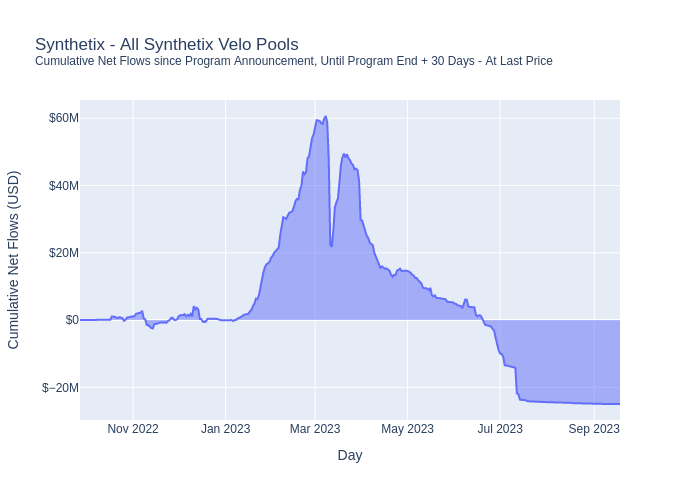 Synthetix - All Synthetix Velo Pools
Cumulative Net Flows since Program Announcement, Until Program End + 30 Days - At Last Price
Cumulative Net Flows (USD)
$60M
$40M
$20M
$0
$−20M
Nov 2022 Jan 2023 Mar 2023 May 2023 Jul 2023 Sep 2023
Day